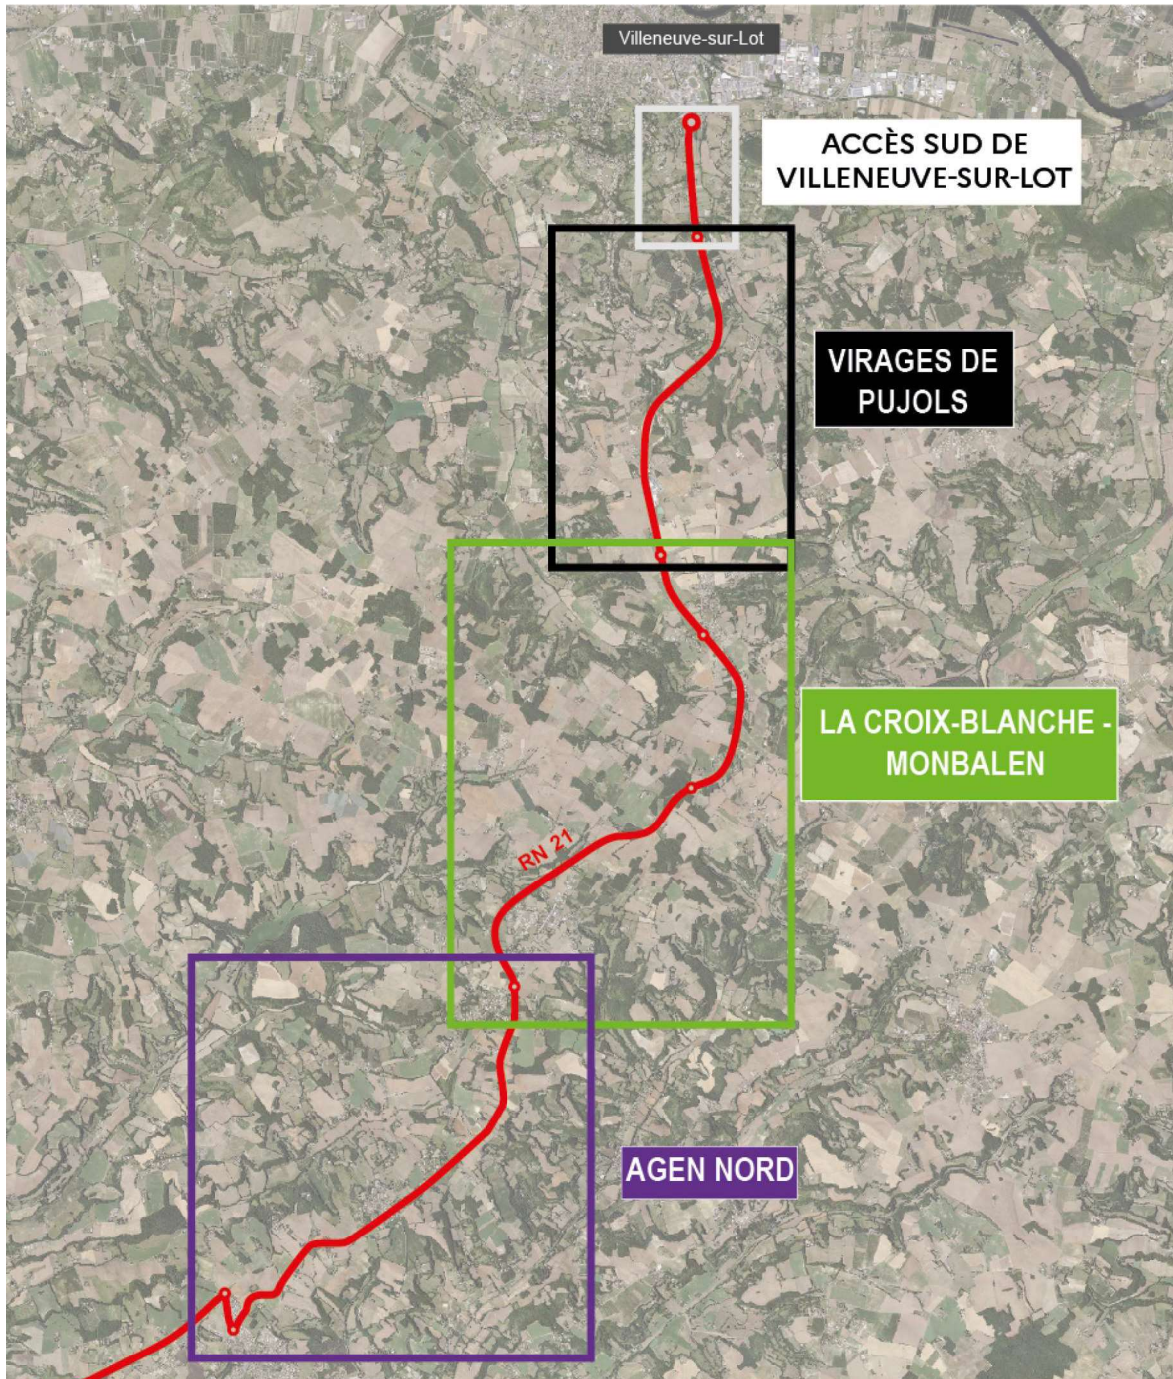 Villeneuve-sur-Lot
ACCÈS SUD DE
VILLENEUVE-SUR-LOT
VIRAGES DE
PUJOLS
LA CROIX-BLANCHE -
MONBALEN
RN 21
AGEN NORD